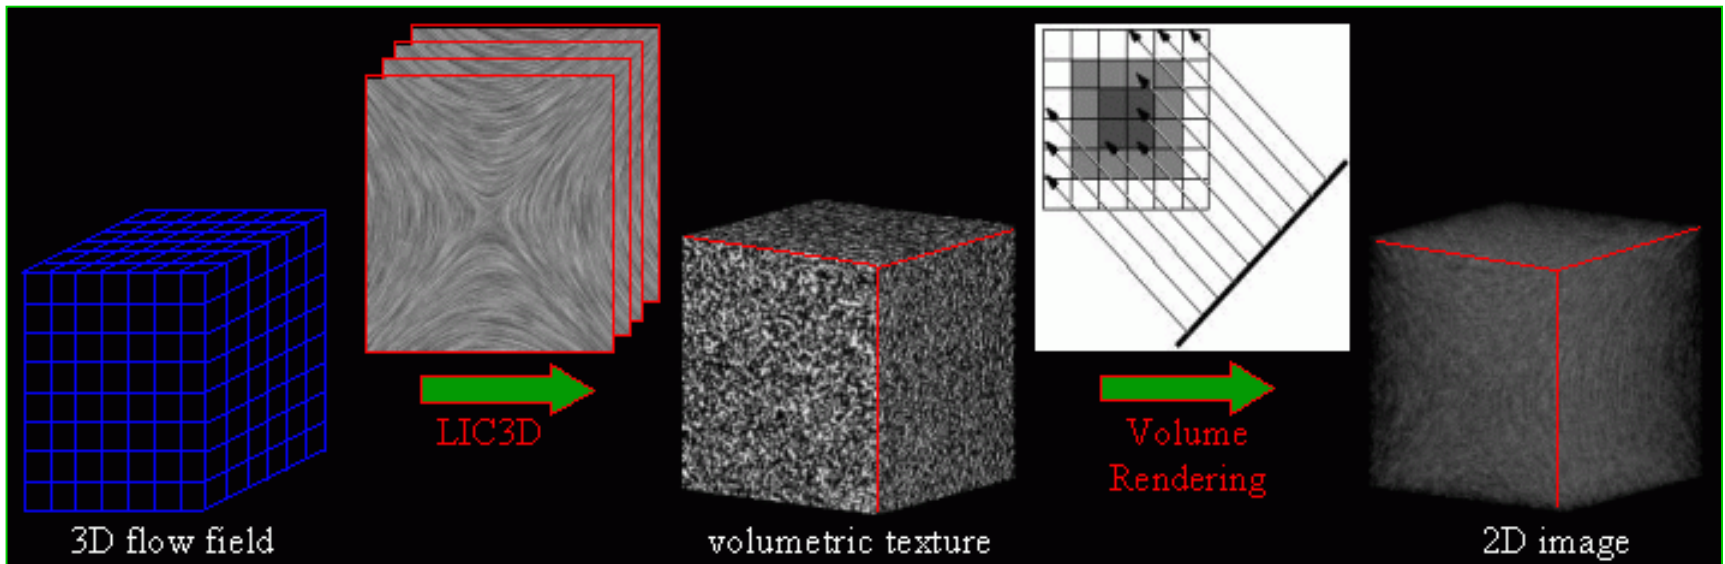 LIC3D
Volume
Rendering
3D flow field
volumetric texture
2D image